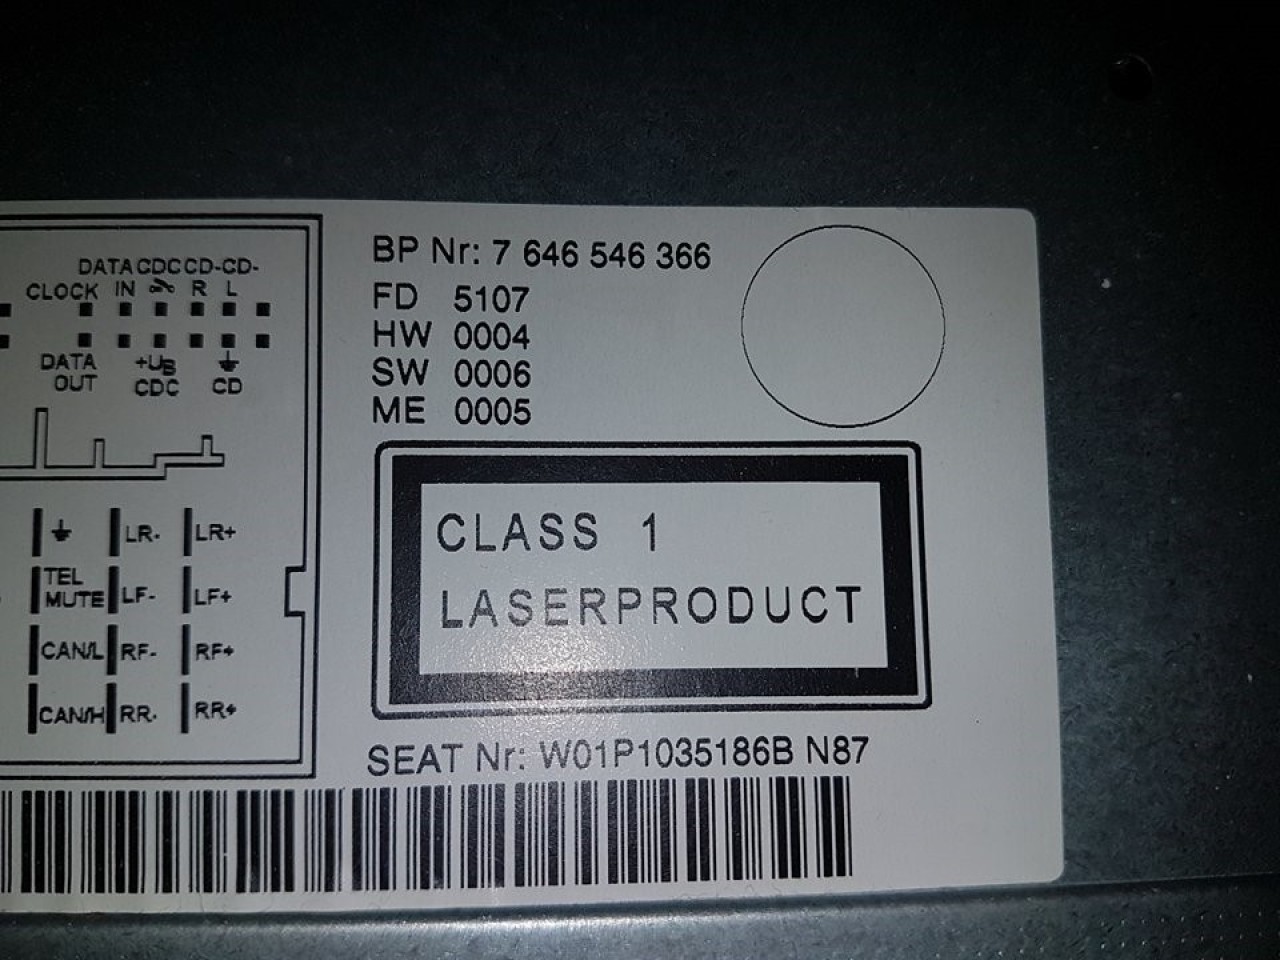 DATA CDC CD- CD-
CLOCK IN R L
DATA OUT +UB CDC CD
LR- LR+
TEL MUTE LF- LF+
CAN/L RF- RF+
CAN/H RR- RR+
BP Nr: 7 646 546 366
FD 5107
HW 0004
SW 0006
ME 0005
CLASS 1
LASERPRODUCT
SEAT Nr: W01P1035186B N87